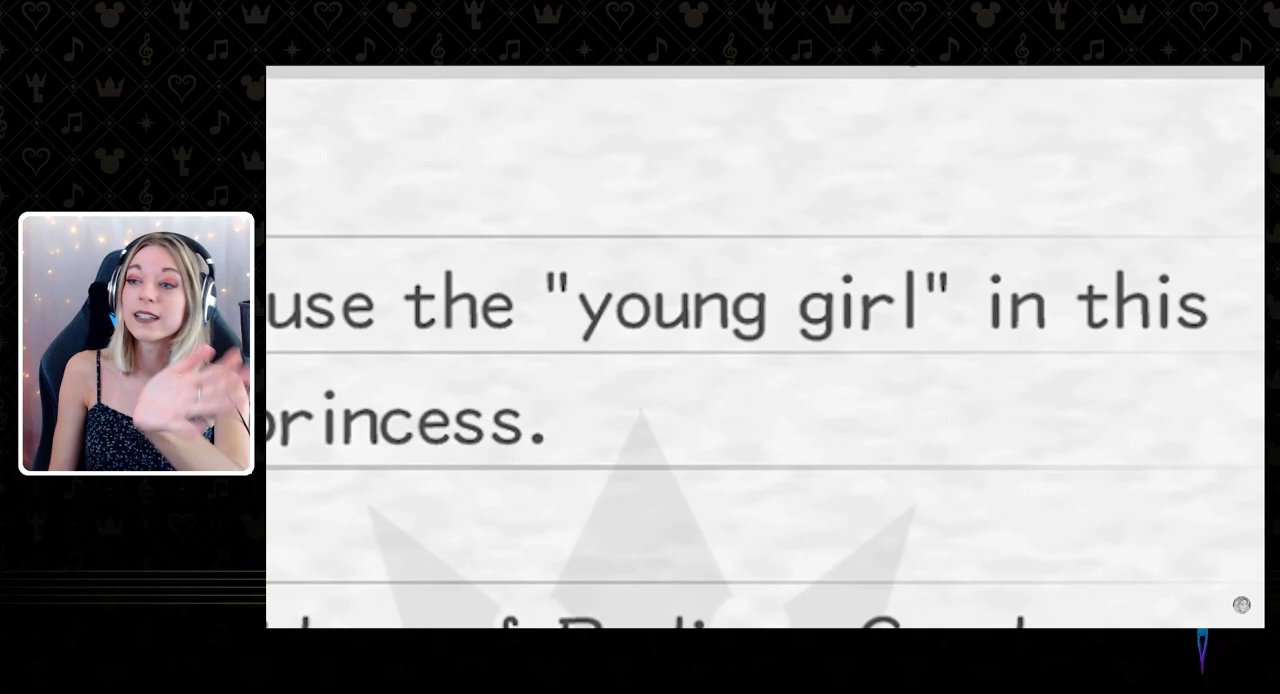 use the "young girl" in this
princess.